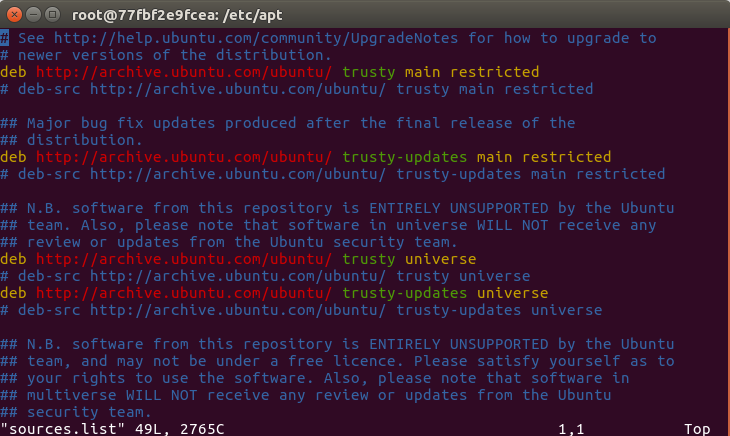 root@77fbf2e9fcea: /etc/apt
# See http://help.ubuntu.com/community/UpgradeNotes for how to upgrade to
# newer versions of the distribution.
deb http://archive.ubuntu.com/ubuntu/ trusty main restricted
# deb-src http://archive.ubuntu.com/ubuntu/ trusty main restricted
## Major bug fix updates produced after the final release of the
## distribution.
deb http://archive.ubuntu.com/ubuntu/ trusty-updates main restricted
# deb-src http://archive.ubuntu.com/ubuntu/ trusty-updates main restricted
## N.B. software from this repository is ENTIRELY UNSUPPORTED by the Ubuntu
## team. Also, please note that software in universe WILL NOT receive any
## review or updates from the Ubuntu security team.
deb http://archive.ubuntu.com/ubuntu/ trusty universe
# deb-src http://archive.ubuntu.com/ubuntu/ trusty universe
deb http://archive.ubuntu.com/ubuntu/ trusty-updates universe
# deb-src http://archive.ubuntu.com/ubuntu/ trusty-updates universe
## N.B. software from this repository is ENTIRELY UNSUPPORTED by the Ubuntu
## team, and may not be under a free licence. Please satisfy yourself as to
## your rights to use the software. Also, please note that software in
## multiverse WILL NOT receive any review or updates from the Ubuntu
## security team.
"sources.list" 49L, 2765C 1,1 Top